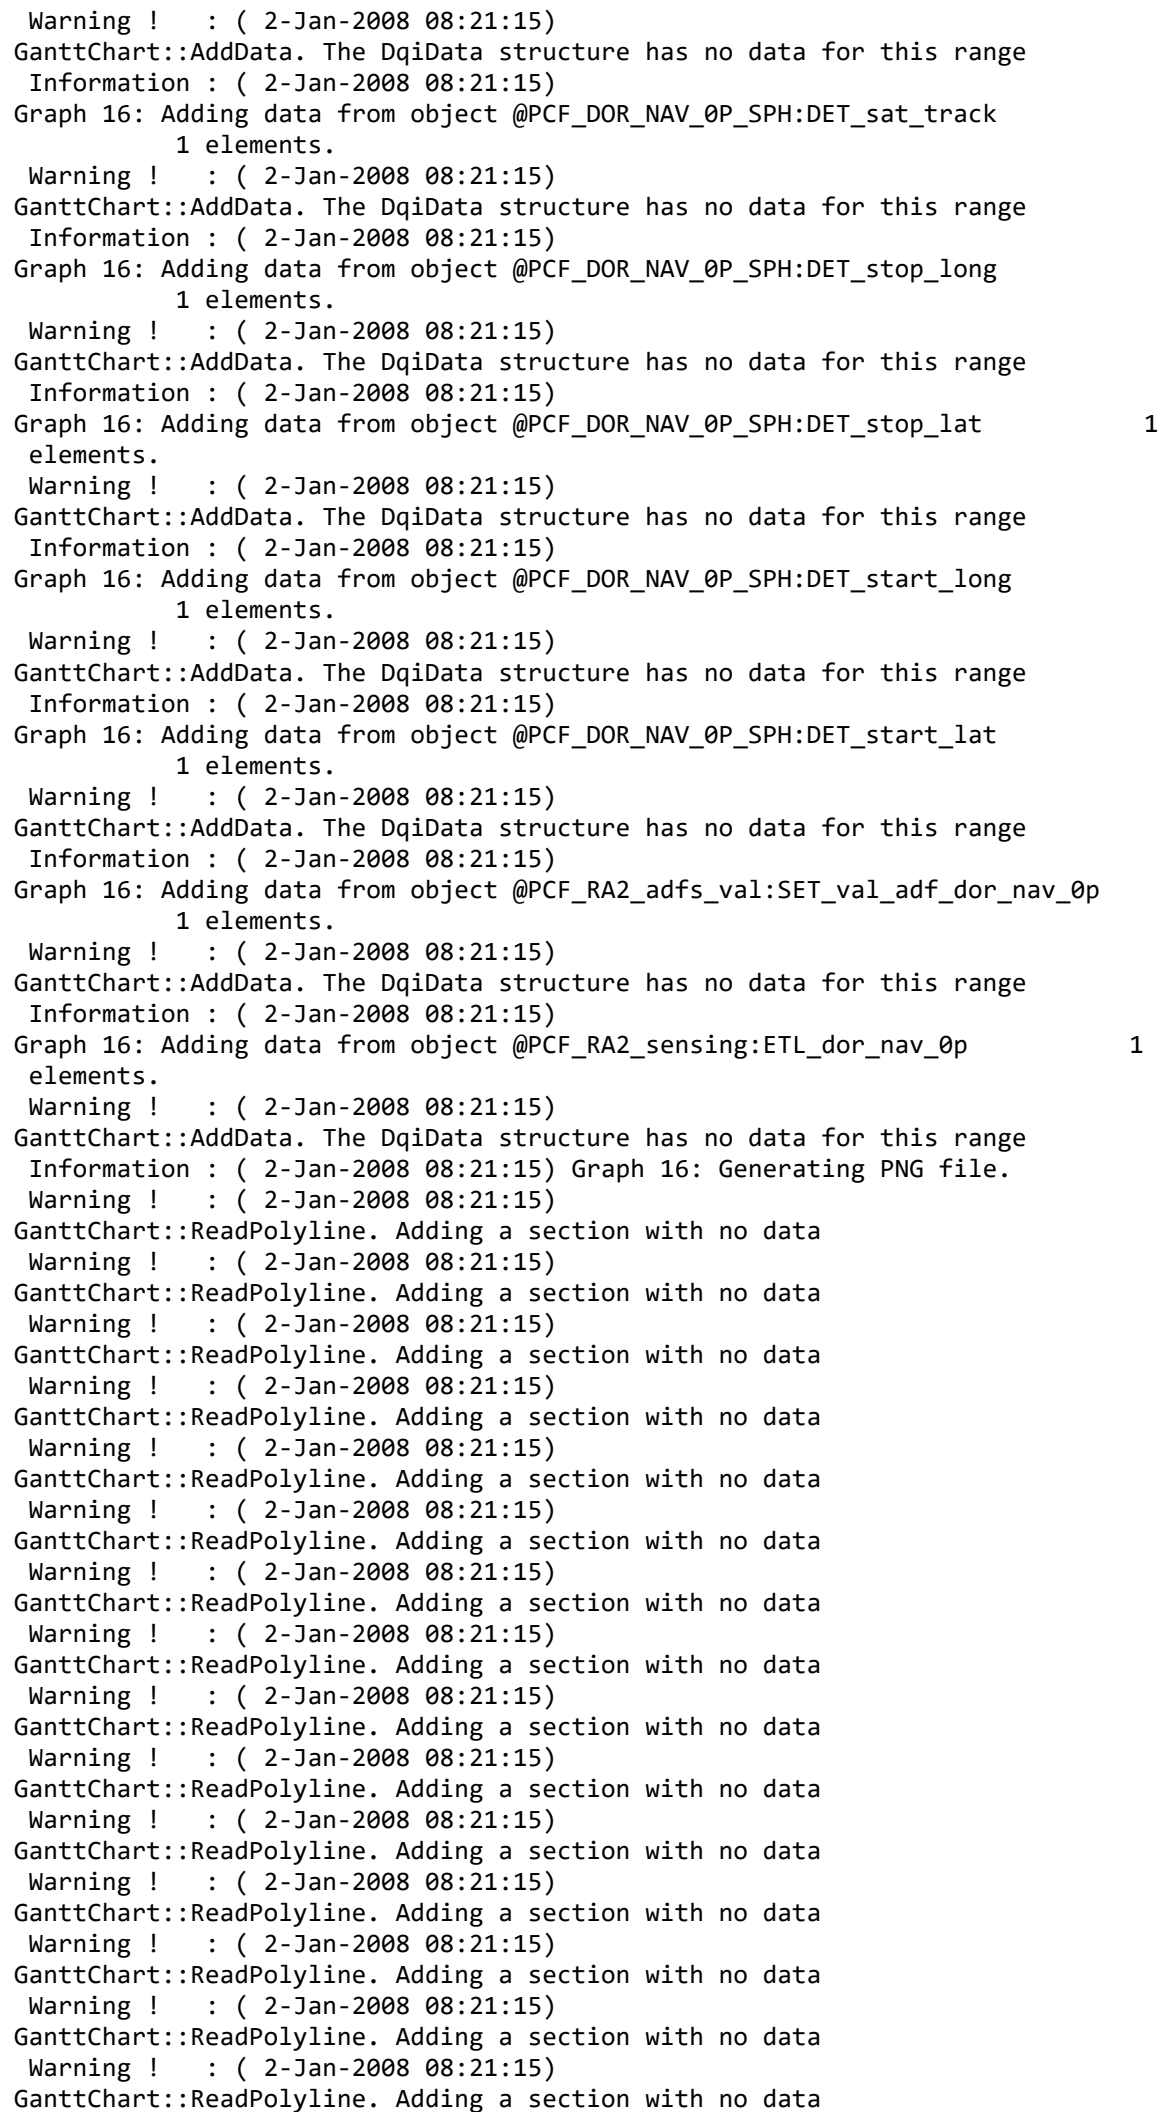 Warning !   : ( 2-Jan-2008 08:21:15)
GanttChart::AddData. The DqiData structure has no data for this range
 Information : ( 2-Jan-2008 08:21:15)
Graph 16: Adding data from object @PCF_DOR_NAV_0P_SPH:DET_sat_track
          1 elements.
 Warning !   : ( 2-Jan-2008 08:21:15)
GanttChart::AddData. The DqiData structure has no data for this range
 Information : ( 2-Jan-2008 08:21:15)
Graph 16: Adding data from object @PCF_DOR_NAV_0P_SPH:DET_stop_long
          1 elements.
 Warning !   : ( 2-Jan-2008 08:21:15)
GanttChart::AddData. The DqiData structure has no data for this range
 Information : ( 2-Jan-2008 08:21:15)
Graph 16: Adding data from object @PCF_DOR_NAV_0P_SPH:DET_stop_lat          1
 elements.
 Warning !   : ( 2-Jan-2008 08:21:15)
GanttChart::AddData. The DqiData structure has no data for this range
 Information : ( 2-Jan-2008 08:21:15)
Graph 16: Adding data from object @PCF_DOR_NAV_0P_SPH:DET_start_long
          1 elements.
 Warning !   : ( 2-Jan-2008 08:21:15)
GanttChart::AddData. The DqiData structure has no data for this range
 Information : ( 2-Jan-2008 08:21:15)
Graph 16: Adding data from object @PCF_DOR_NAV_0P_SPH:DET_start_lat
          1 elements.
 Warning !   : ( 2-Jan-2008 08:21:15)
GanttChart::AddData. The DqiData structure has no data for this range
 Information : ( 2-Jan-2008 08:21:15)
Graph 16: Adding data from object @PCF_RA2_adfs_val:SET_val_adf_dor_nav_0p
          1 elements.
 Warning !   : ( 2-Jan-2008 08:21:15)
GanttChart::AddData. The DqiData structure has no data for this range
 Information : ( 2-Jan-2008 08:21:15)
Graph 16: Adding data from object @PCF_RA2_sensing:ETL_dor_nav_0p          1
 elements.
 Warning !   : ( 2-Jan-2008 08:21:15)
GanttChart::AddData. The DqiData structure has no data for this range
 Information : ( 2-Jan-2008 08:21:15) Graph 16: Generating PNG file.
 Warning !   : ( 2-Jan-2008 08:21:15)
GanttChart::ReadPolyline. Adding a section with no data
 Warning !   : ( 2-Jan-2008 08:21:15)
GanttChart::ReadPolyline. Adding a section with no data
 Warning !   : ( 2-Jan-2008 08:21:15)
GanttChart::ReadPolyline. Adding a section with no data
 Warning !   : ( 2-Jan-2008 08:21:15)
GanttChart::ReadPolyline. Adding a section with no data
 Warning !   : ( 2-Jan-2008 08:21:15)
GanttChart::ReadPolyline. Adding a section with no data
 Warning !   : ( 2-Jan-2008 08:21:15)
GanttChart::ReadPolyline. Adding a section with no data
 Warning !   : ( 2-Jan-2008 08:21:15)
GanttChart::ReadPolyline. Adding a section with no data
 Warning !   : ( 2-Jan-2008 08:21:15)
GanttChart::ReadPolyline. Adding a section with no data
 Warning !   : ( 2-Jan-2008 08:21:15)
GanttChart::ReadPolyline. Adding a section with no data
 Warning !   : ( 2-Jan-2008 08:21:15)
GanttChart::ReadPolyline. Adding a section with no data
 Warning !   : ( 2-Jan-2008 08:21:15)
GanttChart::ReadPolyline. Adding a section with no data
 Warning !   : ( 2-Jan-2008 08:21:15)
GanttChart::ReadPolyline. Adding a section with no data
 Warning !   : ( 2-Jan-2008 08:21:15)
GanttChart::ReadPolyline. Adding a section with no data
 Warning !   : ( 2-Jan-2008 08:21:15)
GanttChart::ReadPolyline. Adding a section with no data
 Warning !   : ( 2-Jan-2008 08:21:15)
GanttChart::ReadPolyline. Adding a section with no data